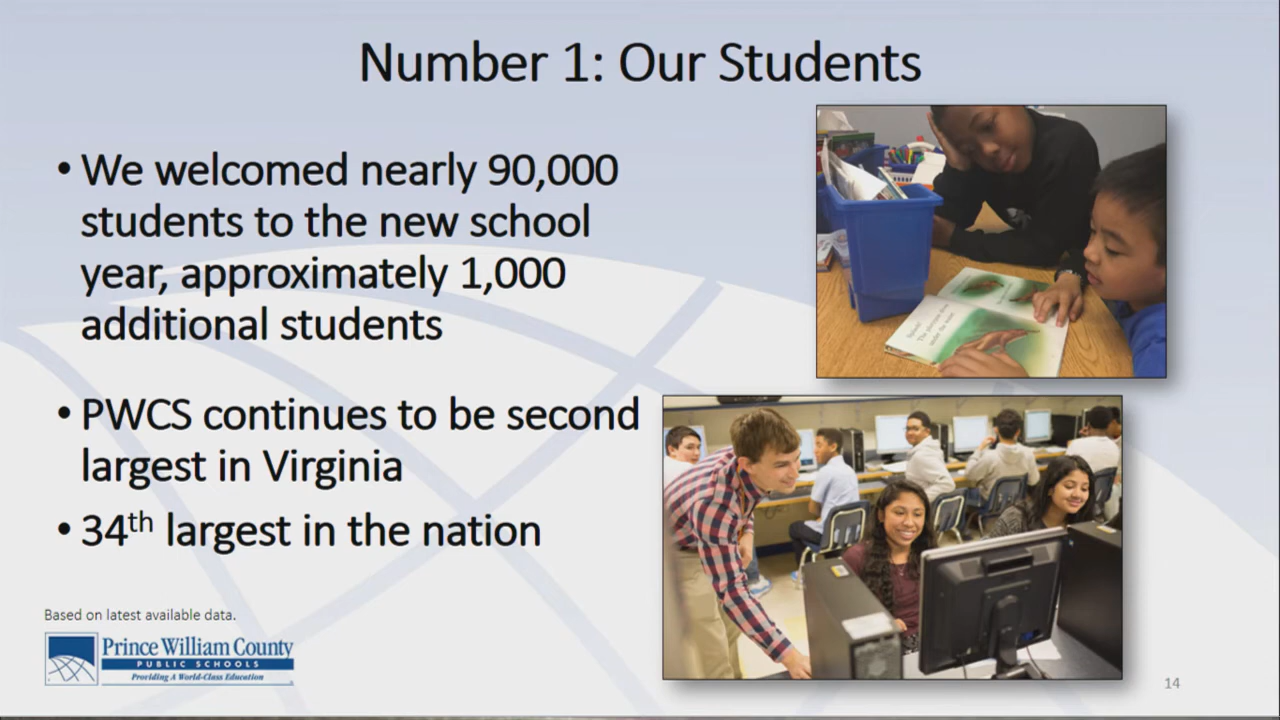 Number 1: Our Students
• We welcomed nearly 90,000
students to the new school
year, approximately 1,000
additional students
• PWCS continues to be second
largest in Virginia
• 34th largest in the nation
Based on latest available data.
Prince William County
PUBLIC SCHOOLS
Providing A World-Class Education
14